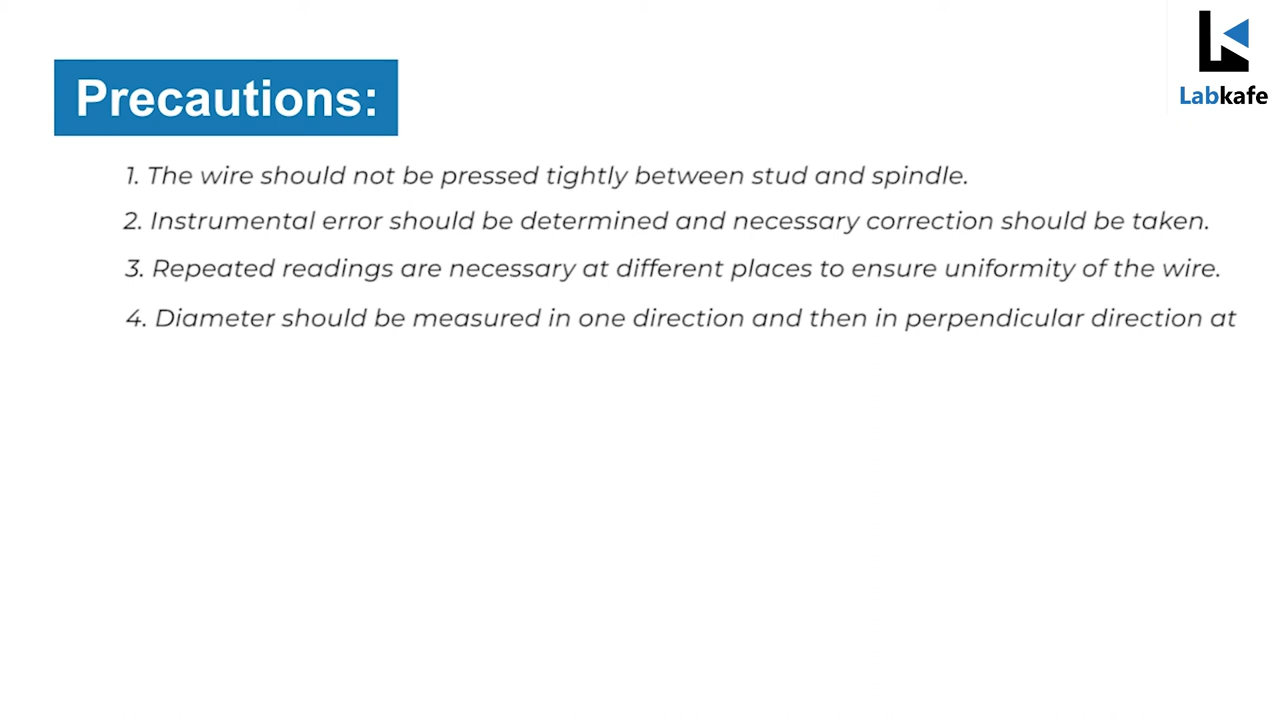 Labkafe
Precautions:
1. The wire should not be pressed tightly between stud and spindle.
2. Instrumental error should be determined and necessary correction should be taken.
3. Repeated readings are necessary at different places to ensure uniformity of the wire.
4. Diameter should be measured in one direction and then in perpendicular direction at